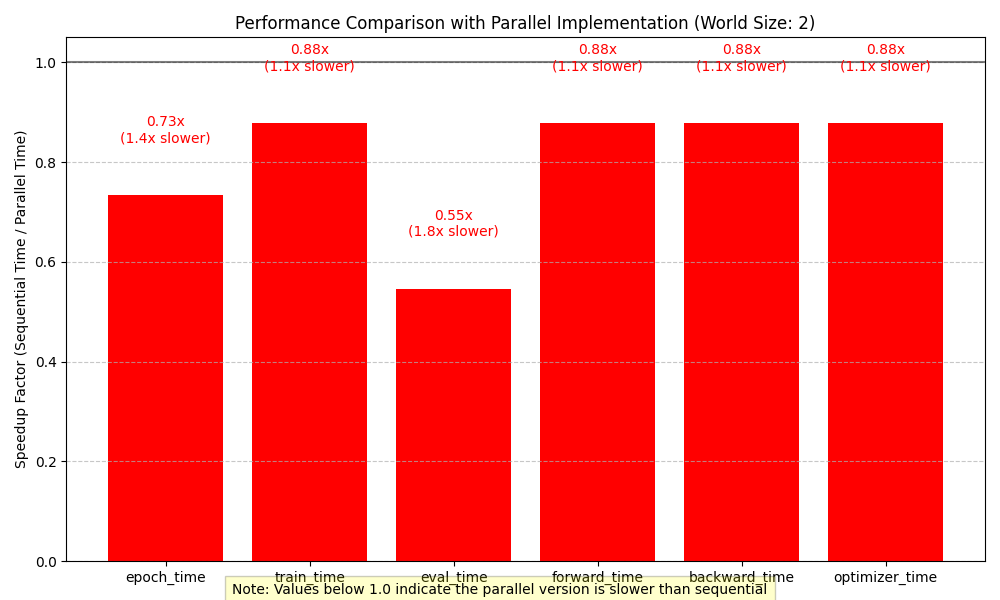 Performance Comparison with Parallel Implementation (World Size: 2)
Speedup Factor (Sequential Time / Parallel Time)
1.0
0.8
0.6
0.4
0.2
0.0
0.73x
(1.4x slower)
0.88x
(1.1x slower)
0.55x
(1.8x slower)
0.88x
(1.1x slower)
0.88x
(1.1x slower)
0.88x
(1.1x slower)
epoch_time
train_time
eval_time
forward_time
backward_time
optimizer_time
Note: Values below 1.0 indicate the parallel version is slower than sequential